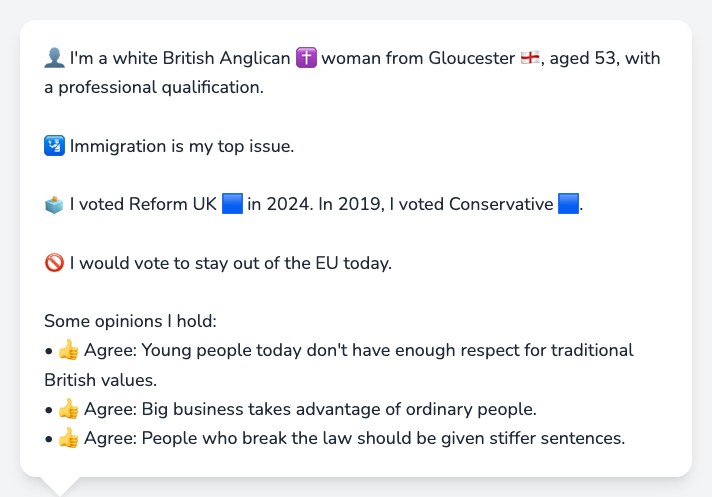 👤 I'm a white British Anglican ✝️ woman from Gloucester 🏴󠁧󠁢󠁥󠁮󠁧󠁿, aged 53, with
a professional qualification.
🛂 Immigration is my top issue.
🗳️ I voted Reform UK 🟦 in 2024. In 2019, I voted Conservative 🟦.
🚫 I would vote to stay out of the EU today.
Some opinions I hold:
• 👍 Agree: Young people today don't have enough respect for traditional
British values.
• 👍 Agree: Big business takes advantage of ordinary people.
• 👍 Agree: People who break the law should be given stiffer sentences.